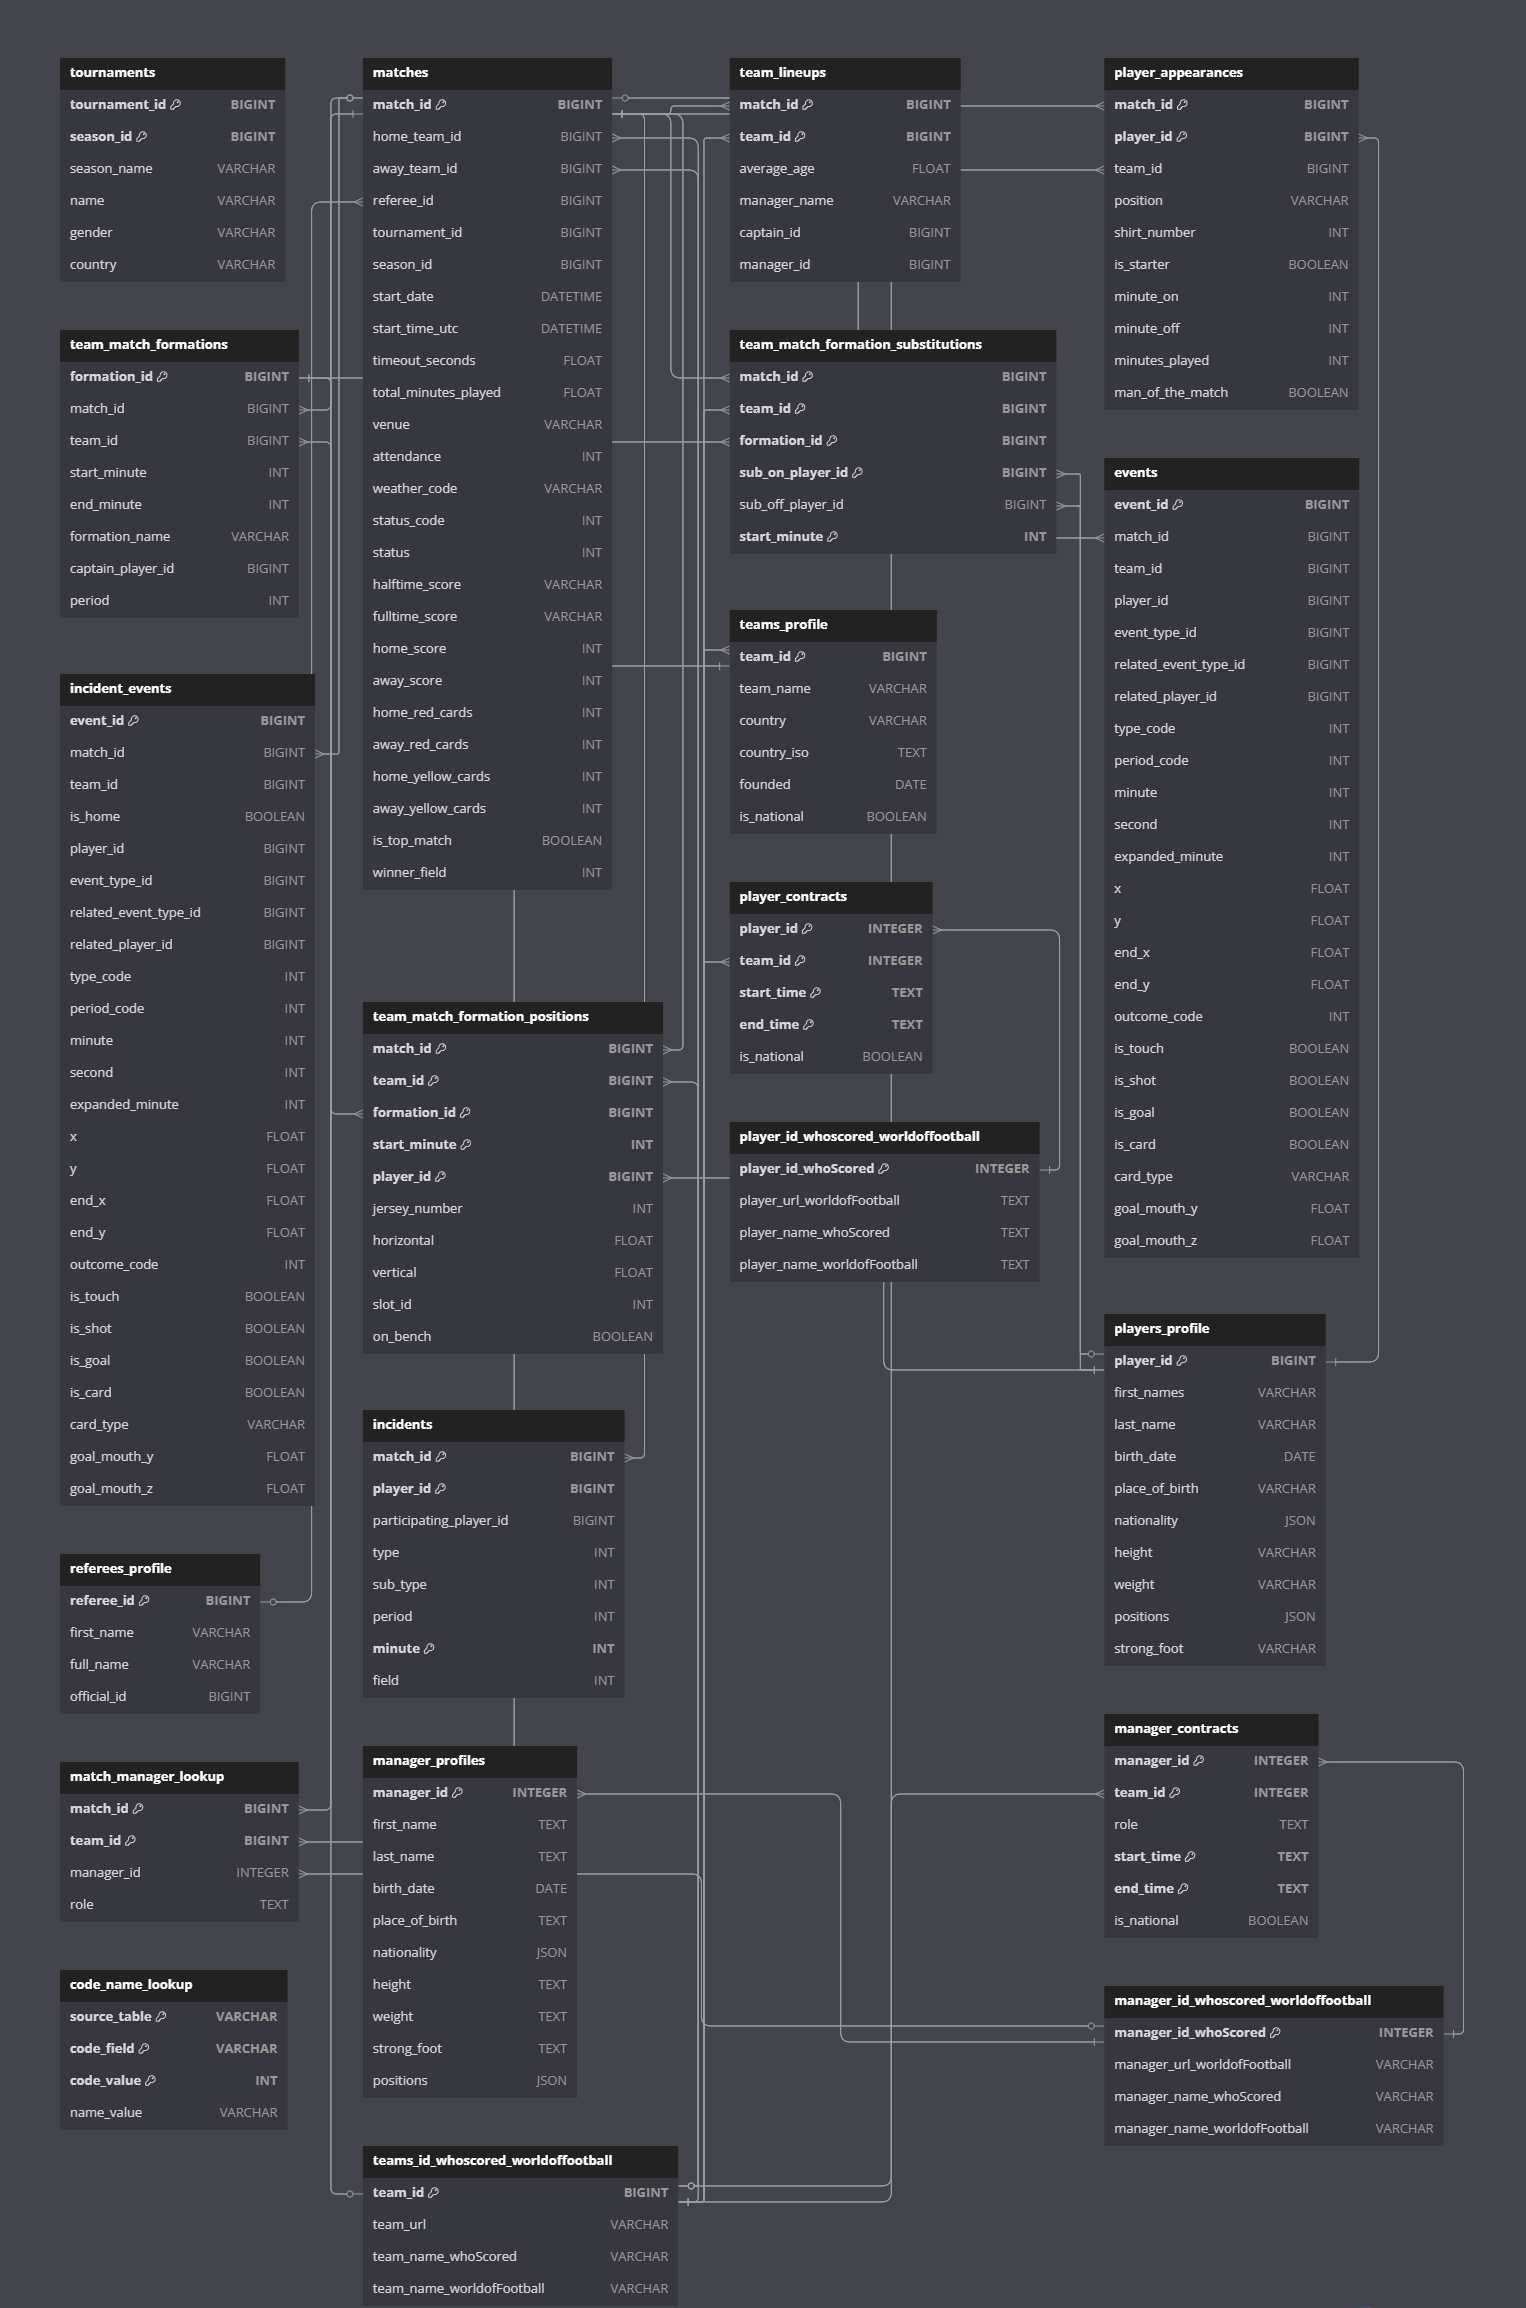 tournaments
tournament_id BIGINT
season_id BIGINT
season_name VARCHAR
name VARCHAR
gender VARCHAR
country VARCHAR
team_match_formations
formation_id BIGINT
match_id BIGINT
team_id BIGINT
start_minute INT
end_minute INT
formation_name VARCHAR
captain_player_id BIGINT
period INT
incident_events
event_id BIGINT
match_id BIGINT
team_id BIGINT
is_home BOOLEAN
player_id BIGINT
event_type_id BIGINT
related_event_type_id BIGINT
related_player_id BIGINT
type_code INT
period_code INT
minute INT
second INT
expanded_minute INT
x FLOAT
y FLOAT
end_x FLOAT
end_y FLOAT
outcome_code INT
is_touch BOOLEAN
is_shot BOOLEAN
is_goal BOOLEAN
is_card BOOLEAN
card_type VARCHAR
goal_mouth_y FLOAT
goal_mouth_z FLOAT
referees_profile
referee_id BIGINT
first_name VARCHAR
full_name VARCHAR
official_id BIGINT
match_manager_lookup
match_id BIGINT
team_id BIGINT
manager_id INTEGER
role TEXT
code_name_lookup
source_table VARCHAR
code_field VARCHAR
code_value INT
name_value VARCHAR
matches
match_id BIGINT
home_team_id BIGINT
away_team_id BIGINT
referee_id BIGINT
tournament_id BIGINT
season_id BIGINT
start_date DATETIME
start_time_utc DATETIME
timeout_seconds FLOAT
total_minutes_played FLOAT
venue VARCHAR
attendance INT
weather_code VARCHAR
status_code INT
status INT
halftime_score VARCHAR
fulltime_score VARCHAR
home_score INT
away_score INT
home_red_cards INT
away_red_cards INT
home_yellow_cards INT
away_yellow_cards INT
is_top_match BOOLEAN
winner_field INT
team_match_formation_positions
match_id BIGINT
team_id BIGINT
formation_id BIGINT
start_minute INT
player_id BIGINT
jersey_number INT
horizontal FLOAT
vertical FLOAT
slot_id INT
on_bench BOOLEAN
incidents
match_id BIGINT
player_id BIGINT
participating_player_id BIGINT
type INT
sub_type INT
period INT
minute INT
field INT
manager_profiles
manager_id INTEGER
first_name TEXT
last_name TEXT
birth_date DATE
place_of_birth TEXT
nationality JSON
height TEXT
weight TEXT
strong_foot TEXT
positions JSON
teams_id_whoscored_worldoffootball
team_id BIGINT
team_url VARCHAR
team_name_whoScored VARCHAR
team_name_worldofFootball VARCHAR
team_lineups
match_id BIGINT
team_id BIGINT
average_age FLOAT
manager_name VARCHAR
captain_id BIGINT
manager_id BIGINT
team_match_formation_substitutions
match_id BIGINT
team_id BIGINT
formation_id BIGINT
sub_on_player_id BIGINT
sub_off_player_id BIGINT
start_minute INT
teams_profile
team_id BIGINT
team_name VARCHAR
country VARCHAR
country_iso TEXT
founded DATE
is_national BOOLEAN
player_contracts
player_id INTEGER
team_id INTEGER
start_time TEXT
end_time TEXT
is_national BOOLEAN
player_id_whoscored_worldoffootball
player_id_whoScored INTEGER
player_url_worldofFootball TEXT
player_name_whoScored TEXT
player_name_worldofFootball TEXT
player_appearances
match_id BIGINT
player_id BIGINT
team_id BIGINT
position VARCHAR
shirt_number INT
is_starter BOOLEAN
minute_on INT
minute_off INT
minutes_played INT
man_of_the_match BOOLEAN
events
event_id BIGINT
match_id BIGINT
team_id BIGINT
player_id BIGINT
event_type_id BIGINT
related_event_type_id BIGINT
related_player_id BIGINT
type_code INT
period_code INT
minute INT
second INT
expanded_minute INT
x FLOAT
y FLOAT
end_x FLOAT
end_y FLOAT
outcome_code INT
is_touch BOOLEAN
is_shot BOOLEAN
is_goal BOOLEAN
is_card BOOLEAN
card_type VARCHAR
goal_mouth_y FLOAT
goal_mouth_z FLOAT
players_profile
player_id BIGINT
first_names VARCHAR
last_name VARCHAR
birth_date DATE
place_of_birth VARCHAR
nationality JSON
height VARCHAR
weight VARCHAR
positions JSON
strong_foot VARCHAR
manager_contracts
manager_id INTEGER
team_id INTEGER
role TEXT
start_time TEXT
end_time TEXT
is_national BOOLEAN
manager_id_whoscored_worldoffootball
manager_id_whoScored INTEGER
manager_url_worldofFootball VARCHAR
manager_name_whoScored VARCHAR
manager_name_worldofFootball VARCHAR